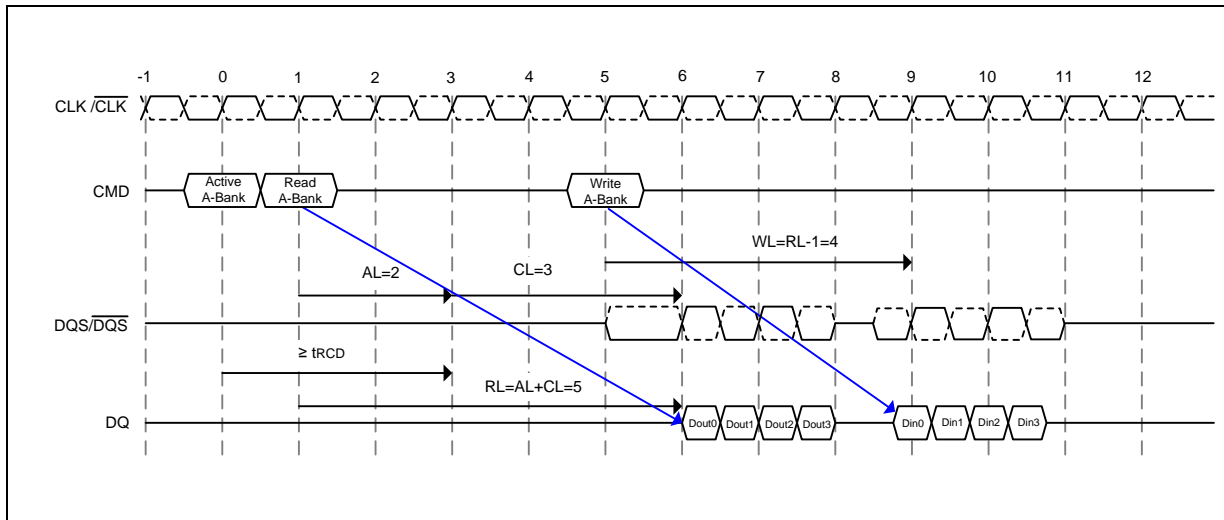 -1 0 1 2 3 4 5 6 7 8 9 10 11 12
CLK /CLK
CMD
Active
A-Bank
Read
A-Bank
Write
A-Bank
WL=RL-1=4
AL=2
CL=3
DQS/DQS
≥ tRCD
RL=AL+CL=5
DQ
Dout0 Dout1 Dout2 Dout3
Din0 Din1 Din2 Din3